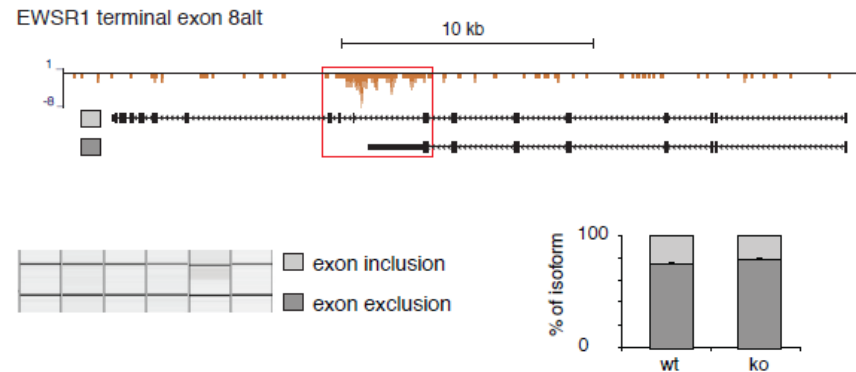 EWSR1 terminal exon 8alt
10 kb
1
-8
exon inclusion
exon exclusion
% of isoform
100
0
wt
ko